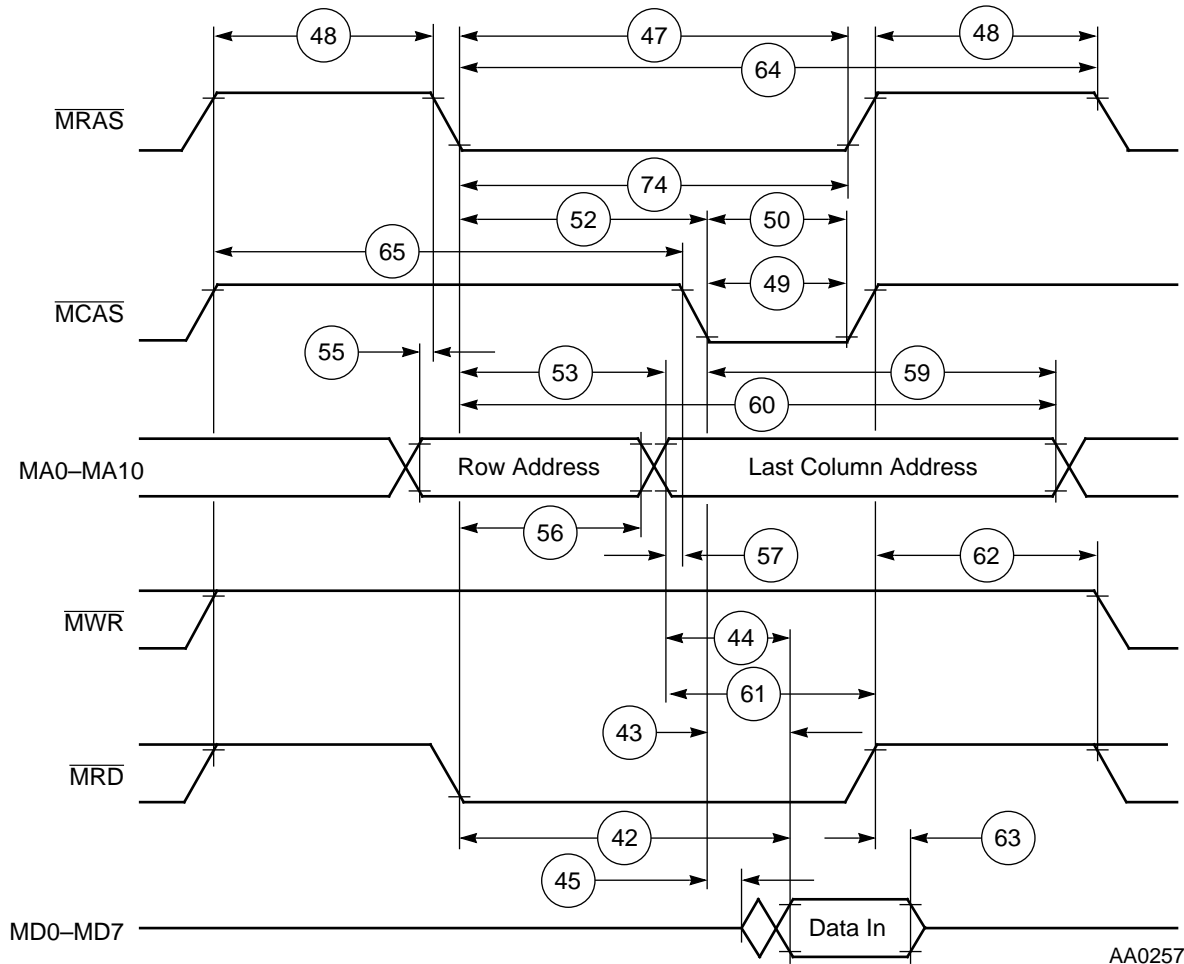 48
47
48
64
MRAS
74
52
50
65
49
MCAS
55
53
59
60
MA0–MA10
Row Address
Last Column Address
56
57
62
MWR
44
61
43
MRD
42
63
45
MD0–MD7
Data In
AA0257